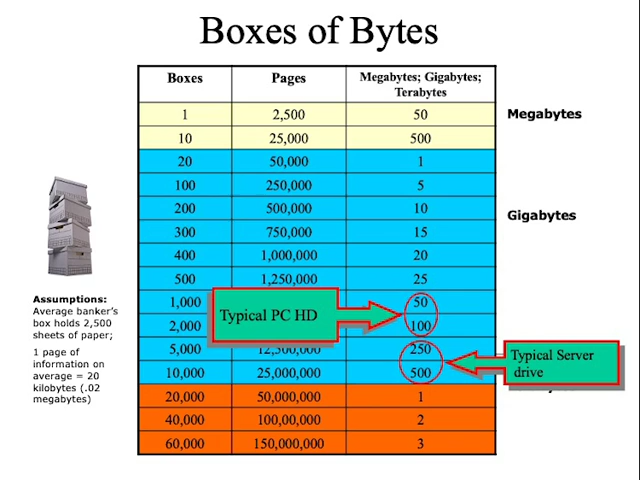 Boxes of Bytes
Boxes Pages Megabytes; Gigabytes;
Terabytes
1 2,500 50
Megabytes
10 25,000 500
20 50,000 1
100 250,000 5
200 500,000 10
Gigabytes
300 750,000 15
400 1,000,000 20
500 1,250,000 25
1,000 50
Typical PC HD
2,000 100
5,000 12,500,000 250
10,000 25,000,000 500
Typical Server
drive
20,000 50,000,000 1
40,000 100,00,000 2
60,000 150,000,000 3
Assumptions:
Average banker's
box holds 2,500
sheets of paper;
1 page of
information on
average = 20
kilobytes (.02
megabytes)